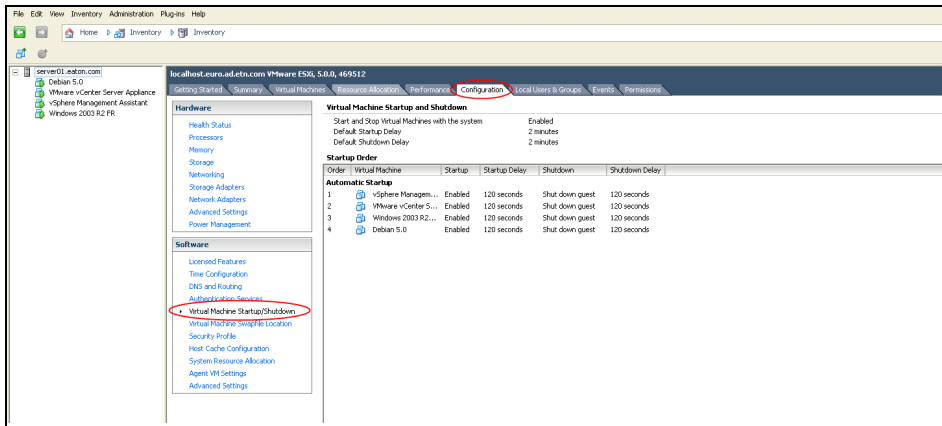 File Edit View Inventory Administration Plug-ins Help
Home Inventory Inventory
server01.eaton.com
Debian 5.0
VMware vCenter Server Appliance
vSphere Management Assistant
Windows 2003 R2 FR
localhost.euro.ad.etn.com VMware ESXi, 5.0.0, 469512
Getting Started Summary Virtual Machines Resource Allocation Performance Configuration Local Users & Groups Events Permissions
Hardware
Health Status
Processors
Memory
Storage
Networking
Storage Adapters
Network Adapters
Advanced Settings
Power Management
Software
Licensed Features
Time Configuration
DNS and Routing
Authentication Services
Virtual Machine Startup/Shutdown
Virtual Machine Swapfile Location
Security Profile
Host Cache Configuration
System Resource Allocation
Agent VM Settings
Advanced Settings
Virtual Machine Startup and Shutdown
Start and Stop Virtual Machines with the system Enabled
Default Startup Delay 2 minutes
Default Shutdown Delay 2 minutes
Startup Order
Order Virtual Machine Startup Startup Delay Shutdown Shutdown Delay
Automatic Startup
1 vSphere Managem... Enabled 120 seconds Shut down guest 120 seconds
2 VMware vCenter S... Enabled 120 seconds Shut down guest 120 seconds
3 Windows 2003 R2... Enabled 120 seconds Shut down guest 120 seconds
4 Debian 5.0 Enabled 120 seconds Shut down guest 120 seconds